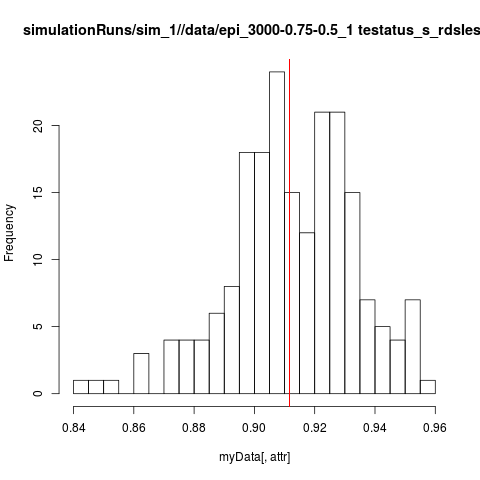 simulationRuns/sim_1//data/epi_3000-0.75-0.5_1 testatus_s_rdsles
Frequency
20
15
10
5
0
0.84 0.86 0.88 0.90 0.92 0.94 0.96
myData[, attr]